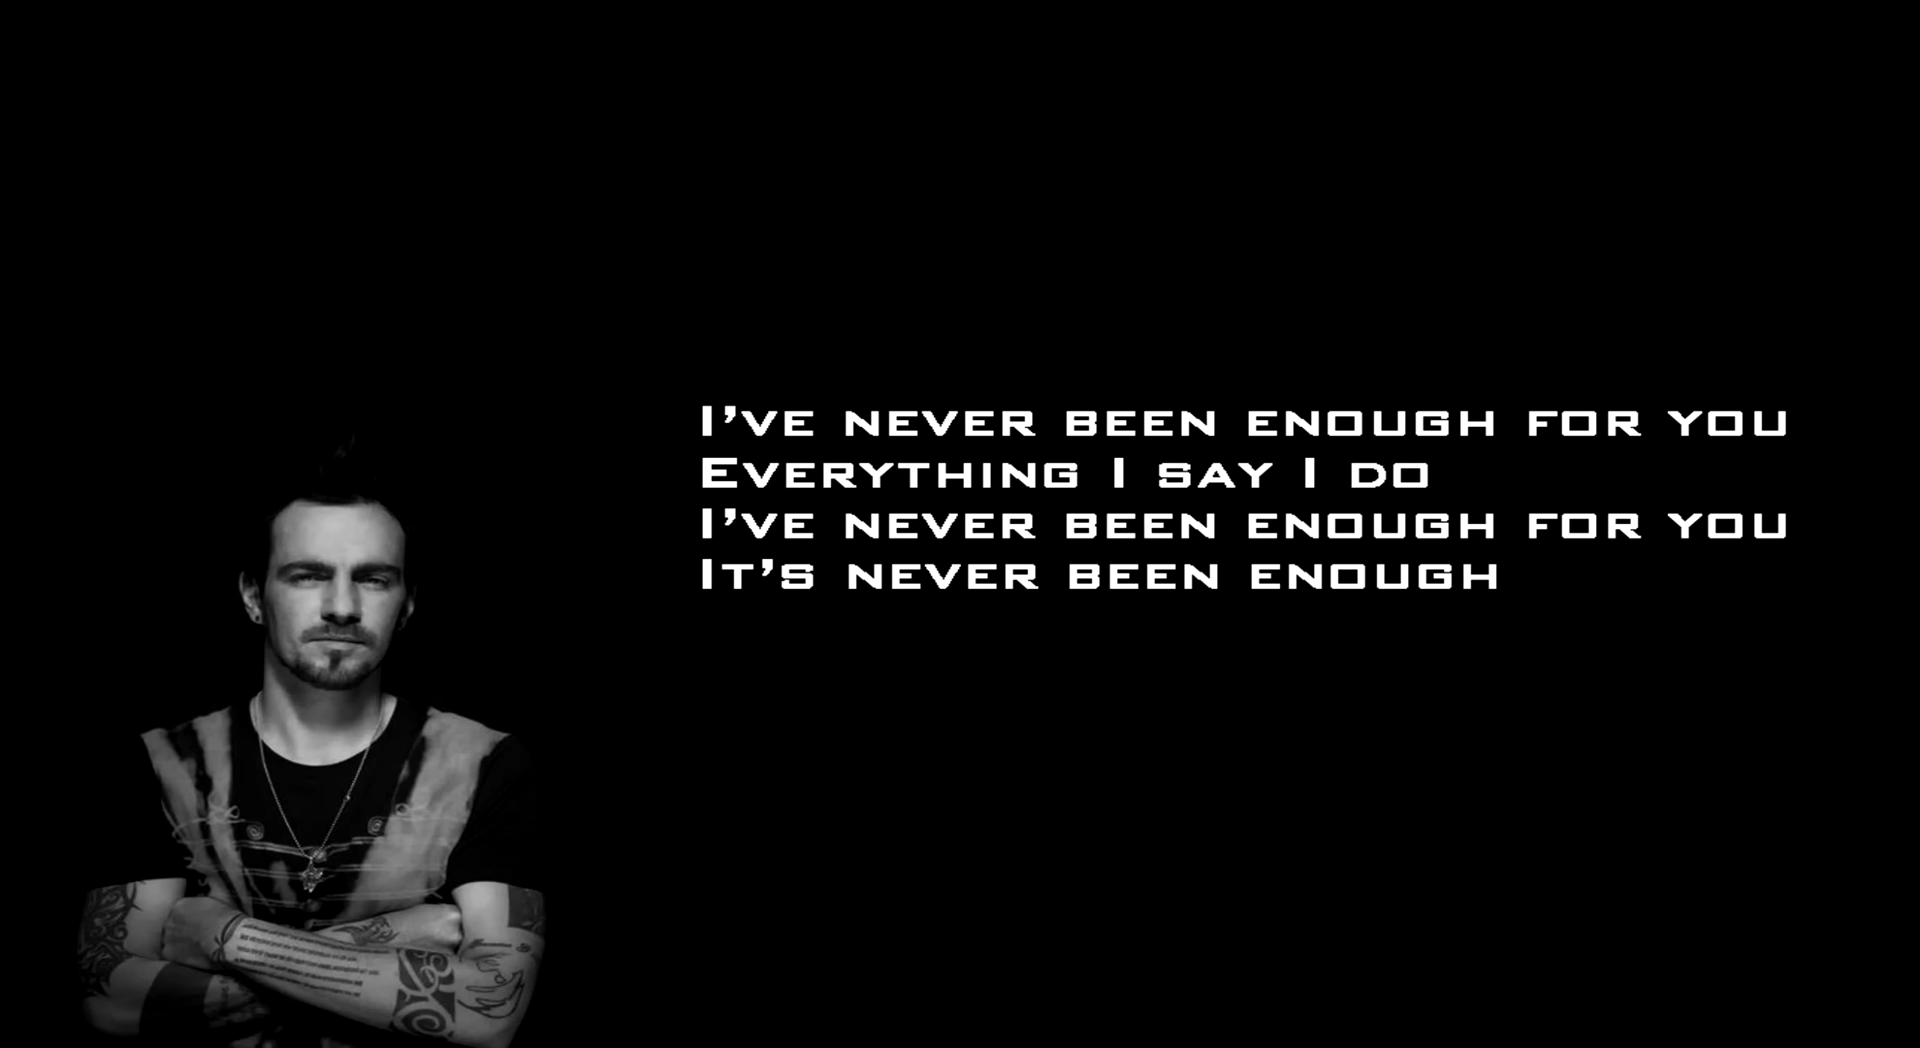 I've never been enough for you
Everything I say I do
I've never been enough for you
It's never been enough